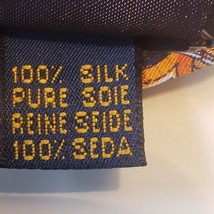 100% SILK
PURE SOIE
REINE SEIDE
100% SEDA